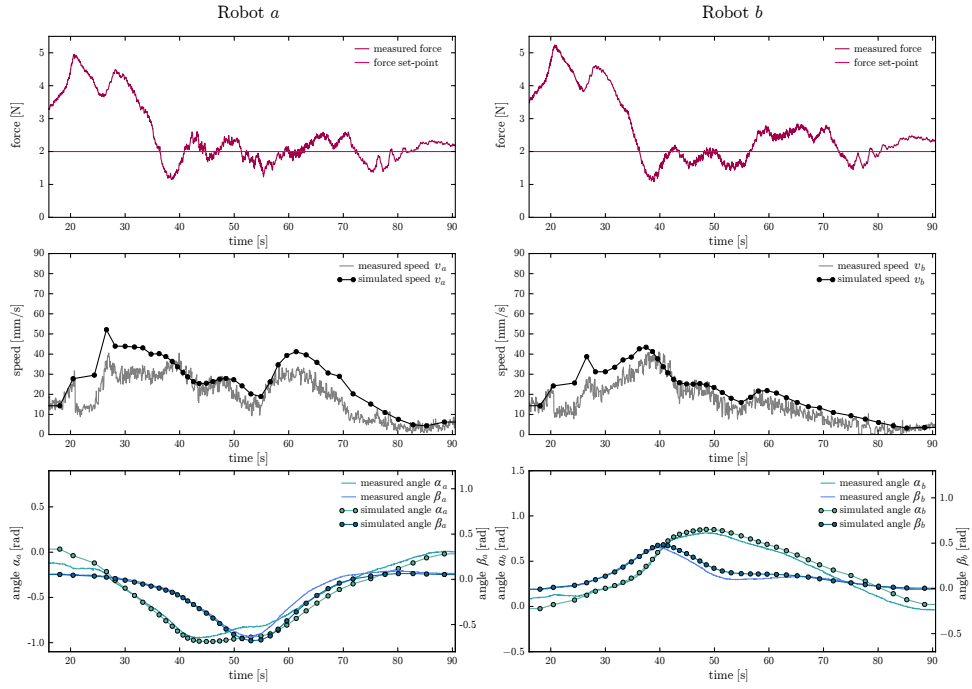 Robot a
Robot b
measured force
force set-point
force [N]
5
4
3
2
1
0
20 30 40 50 60 70 80 90
time [s]
measured force
force set-point
force [N]
5
4
3
2
1
0
20 30 40 50 60 70 80 90
time [s]
measured speed v_a
simulated speed v_a
speed [mm/s]
90
80
70
60
50
40
30
20
10
0
20 30 40 50 60 70 80 90
time [s]
measured speed v_b
simulated speed v_b
speed [mm/s]
90
80
70
60
50
40
30
20
10
0
20 30 40 50 60 70 80 90
time [s]
measured angle α_a
measured angle β_a
simulated angle α_a
simulated angle β_a
angle α_a [rad]
0.5
0.0
−0.5
−1.0
angle β_a [rad]
1.0
0.5
0.0
−0.5
20 30 40 50 60 70 80 90
time [s]
measured angle α_b
measured angle β_b
simulated angle α_b
simulated angle β_b
angle α_b [rad]
1.5
1.0
0.5
0.0
−0.5
angle β_b [rad]
1.0
0.5
0.0
−0.5
20 30 40 50 60 70 80 90
time [s]